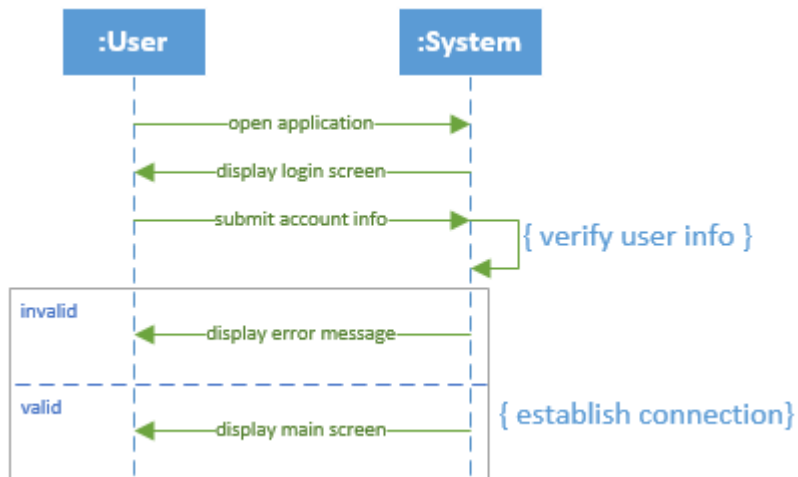 :User
:System
open application
display login screen
submit account info
{ verify user info }
invalid
display error message
valid
{ establish connection}
display main screen